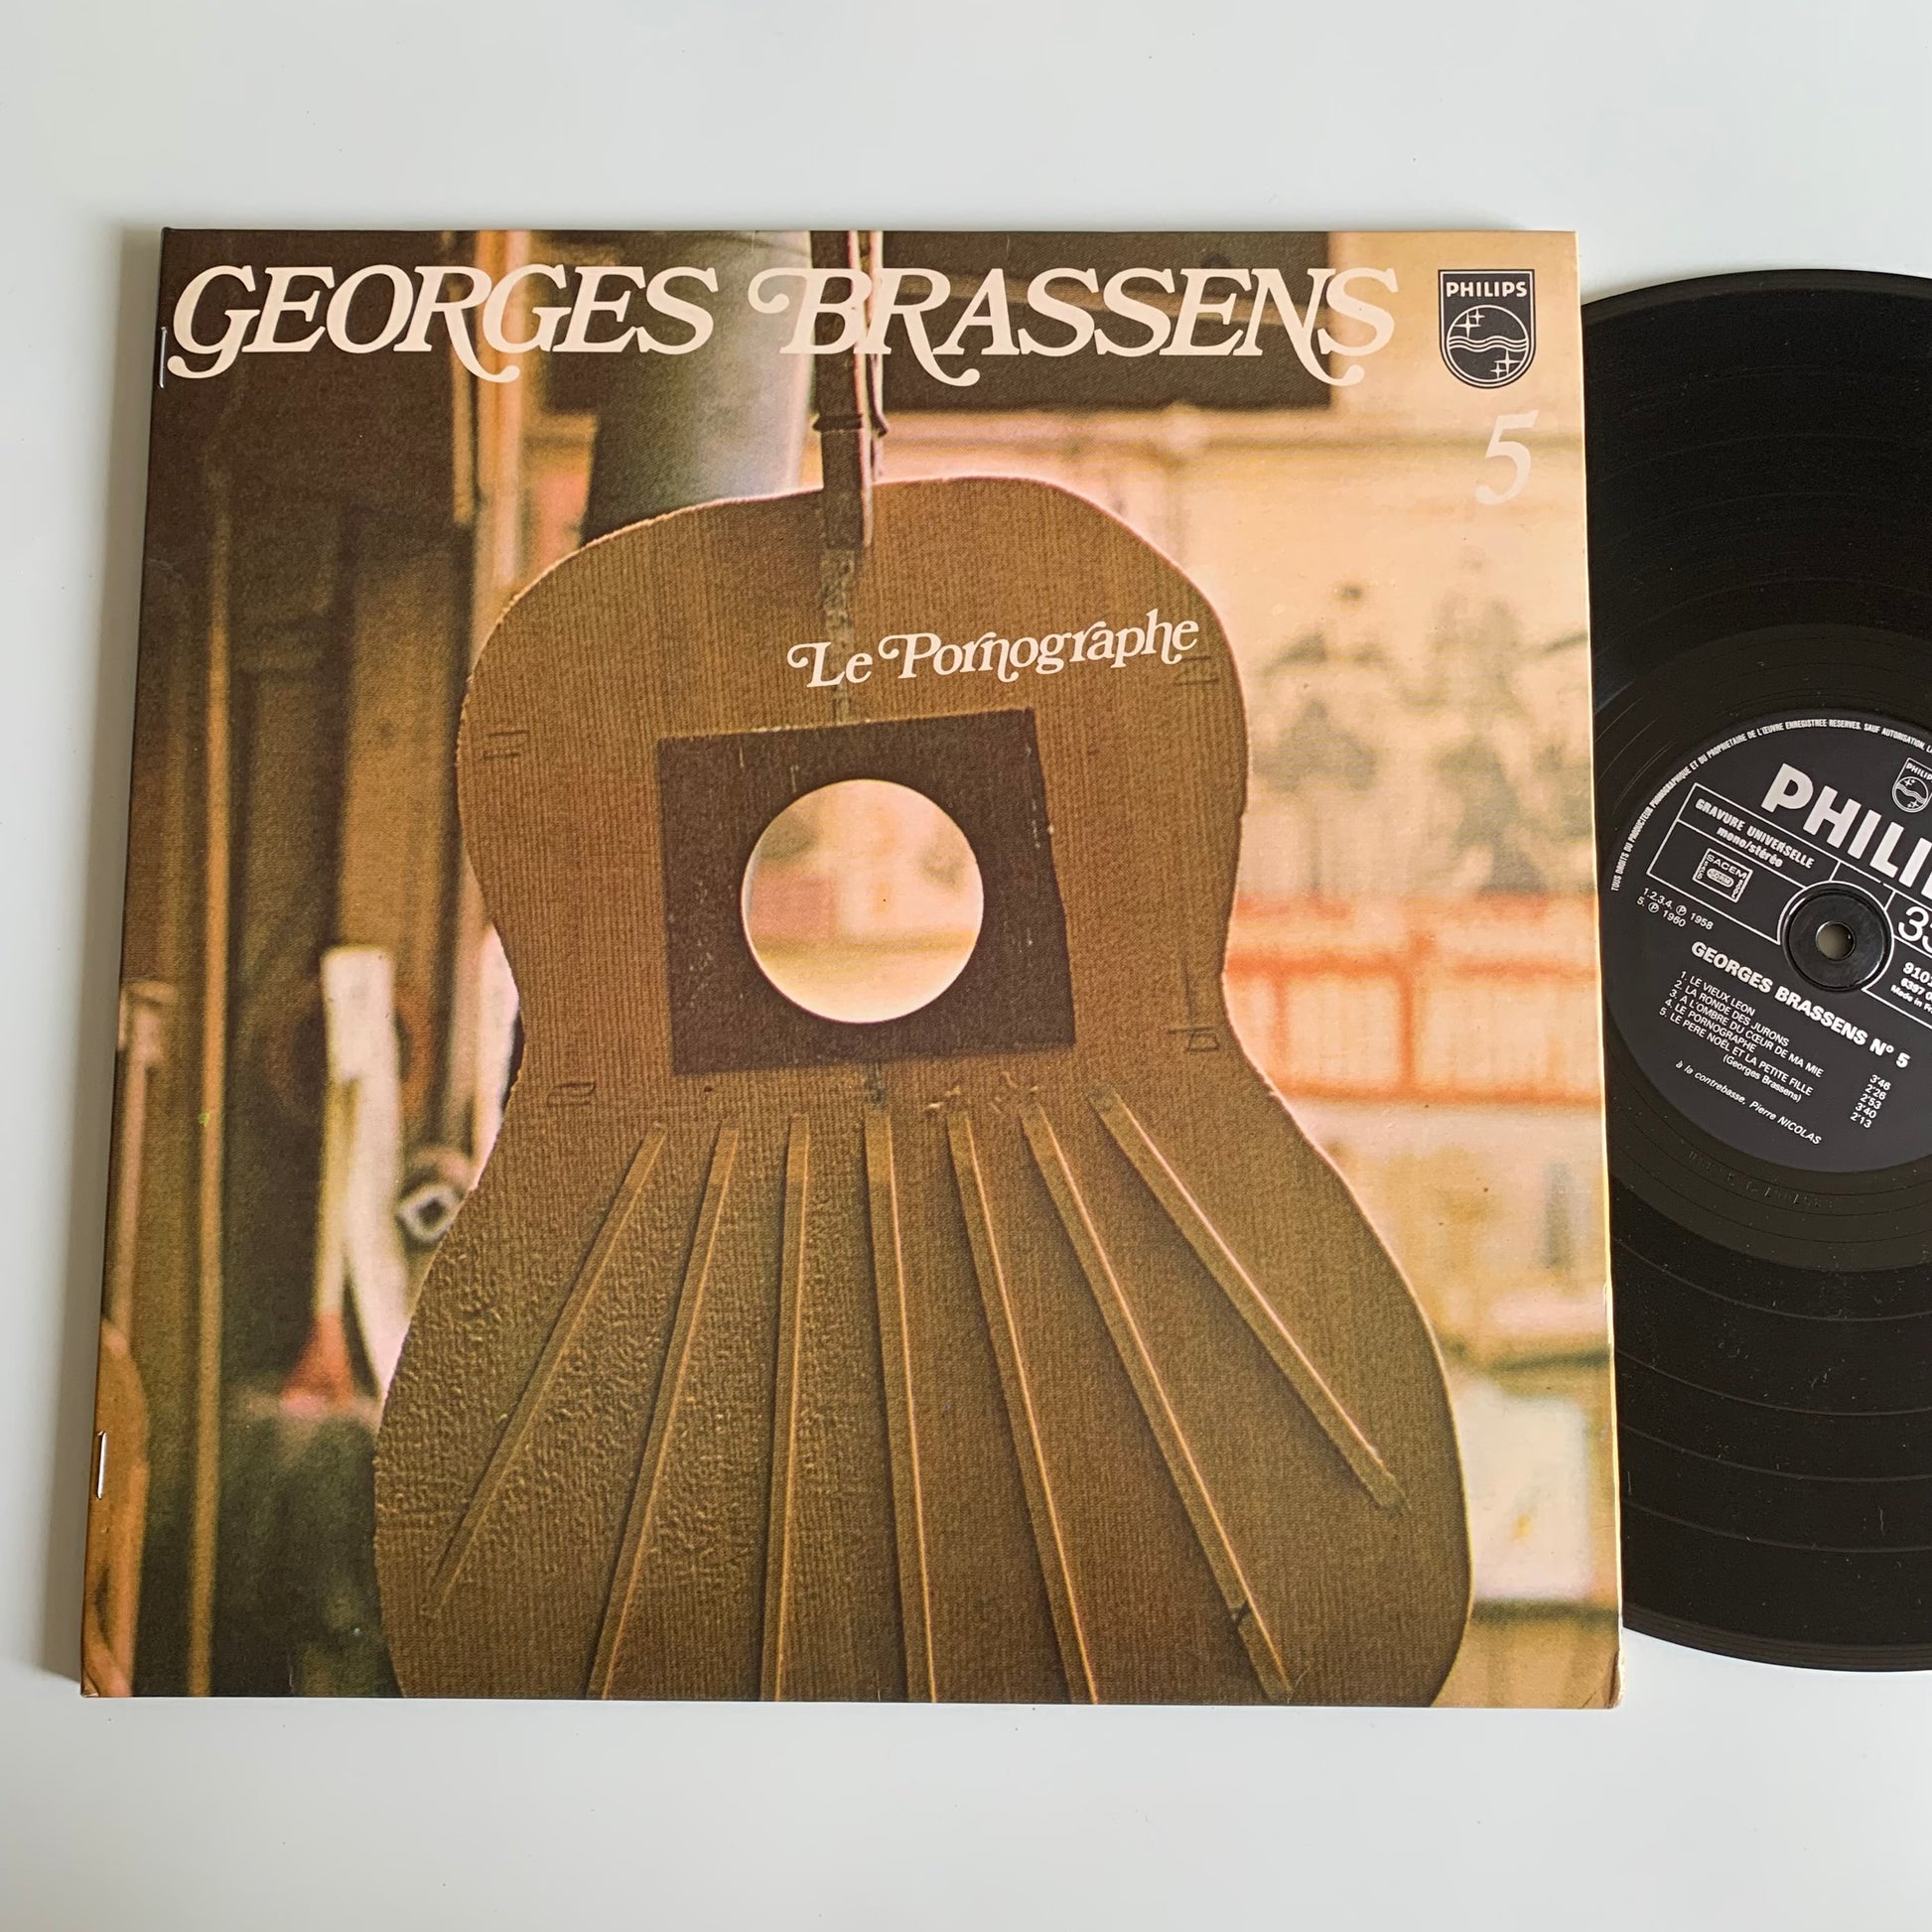 GEORGES BRASSENS
PHILIPS
5
Le Pornographe
GRAVURE UNIVERSELLE
mono/stéréo
SACEM
1.2.3.4. ℗ 1958
5. ℗ 1960
GEORGES BRASSENS N° 5
1. LE VIEUX LEON 3'46
2. LA RONDE DES JURONS 2'26
3. A L'OMBRE DU CŒUR DE MA MIE 2'53
4. LE PORNOGRAPHE 3'40
5. LE PERE NOËL ET LA PETITE FILLE 2'13
(Georges Brassens)
à la contrebasse, Pierre NICOLAS